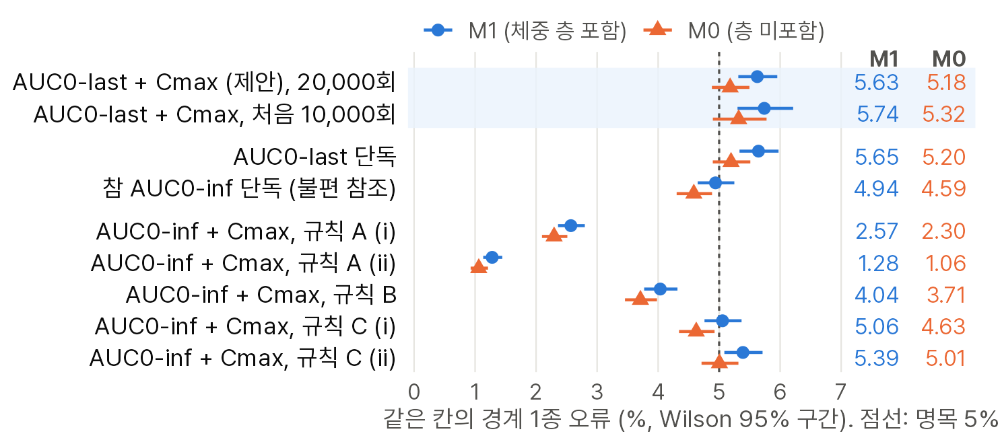 M1 (체중 층 포함) M0 (층 미포함)
M1 M0
AUC0-last + Cmax (제안), 20,000회 5.63 5.18
AUC0-last + Cmax, 처음 10,000회 5.74 5.32
AUC0-last 단독 5.65 5.20
참 AUC0-inf 단독 (불편 참조) 4.94 4.59
AUC0-inf + Cmax, 규칙 A (i) 2.57 2.30
AUC0-inf + Cmax, 규칙 A (ii) 1.28 1.06
AUC0-inf + Cmax, 규칙 B 4.04 3.71
AUC0-inf + Cmax, 규칙 C (i) 5.06 4.63
AUC0-inf + Cmax, 규칙 C (ii) 5.39 5.01
0 1 2 3 4 5 6 7
같은 칸의 경계 1종 오류 (%, Wilson 95% 구간). 점선: 명목 5%